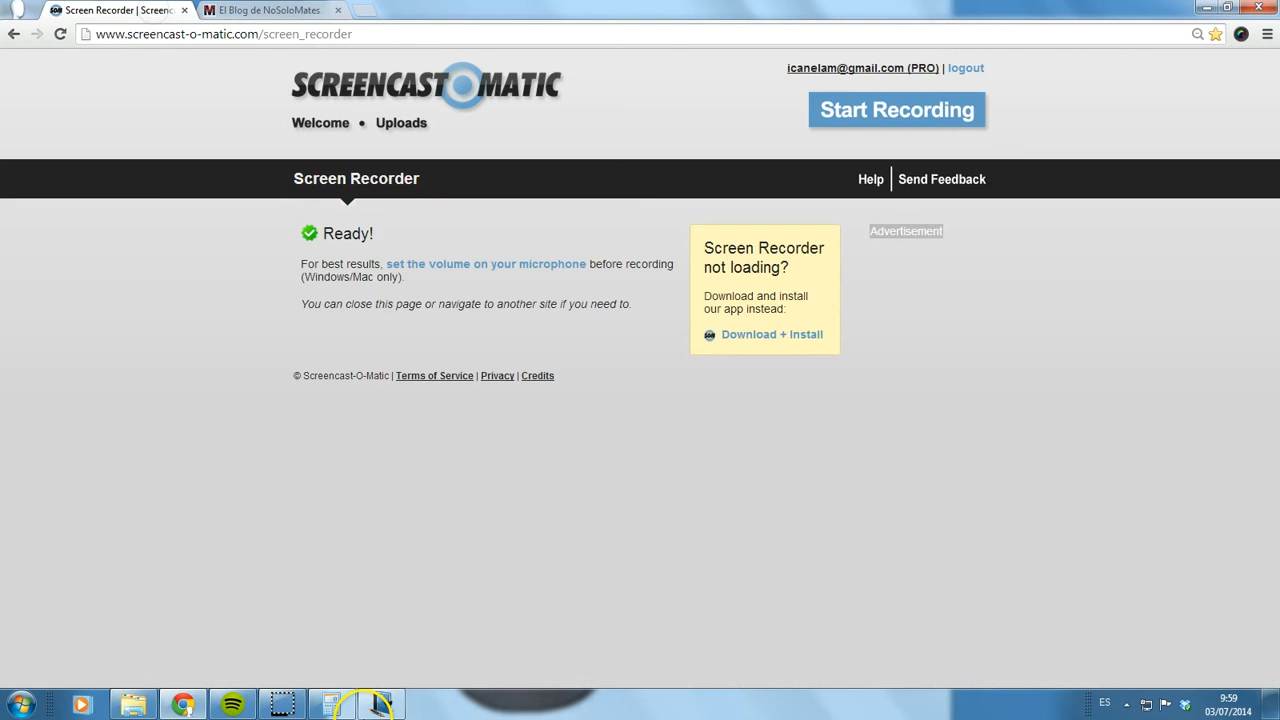 Screen Recorder | Screenc
El Blog de NoSoloMates
www.screencast-o-matic.com/screen_recorder
SCREENCAST O MATIC
icanelam@gmail.com (PRO) | logout
Start Recording
Welcome • Uploads
Screen Recorder
Help | Send Feedback
Ready!
For best results, set the volume on your microphone before recording
(Windows/Mac only).
You can close this page or navigate to another site if you need to.
Screen Recorder
not loading?
Download and install
our app instead:
Download + Install
Advertisement
© Screencast-O-Matic | Terms of Service | Privacy | Credits
ES
9:59
03/07/2014